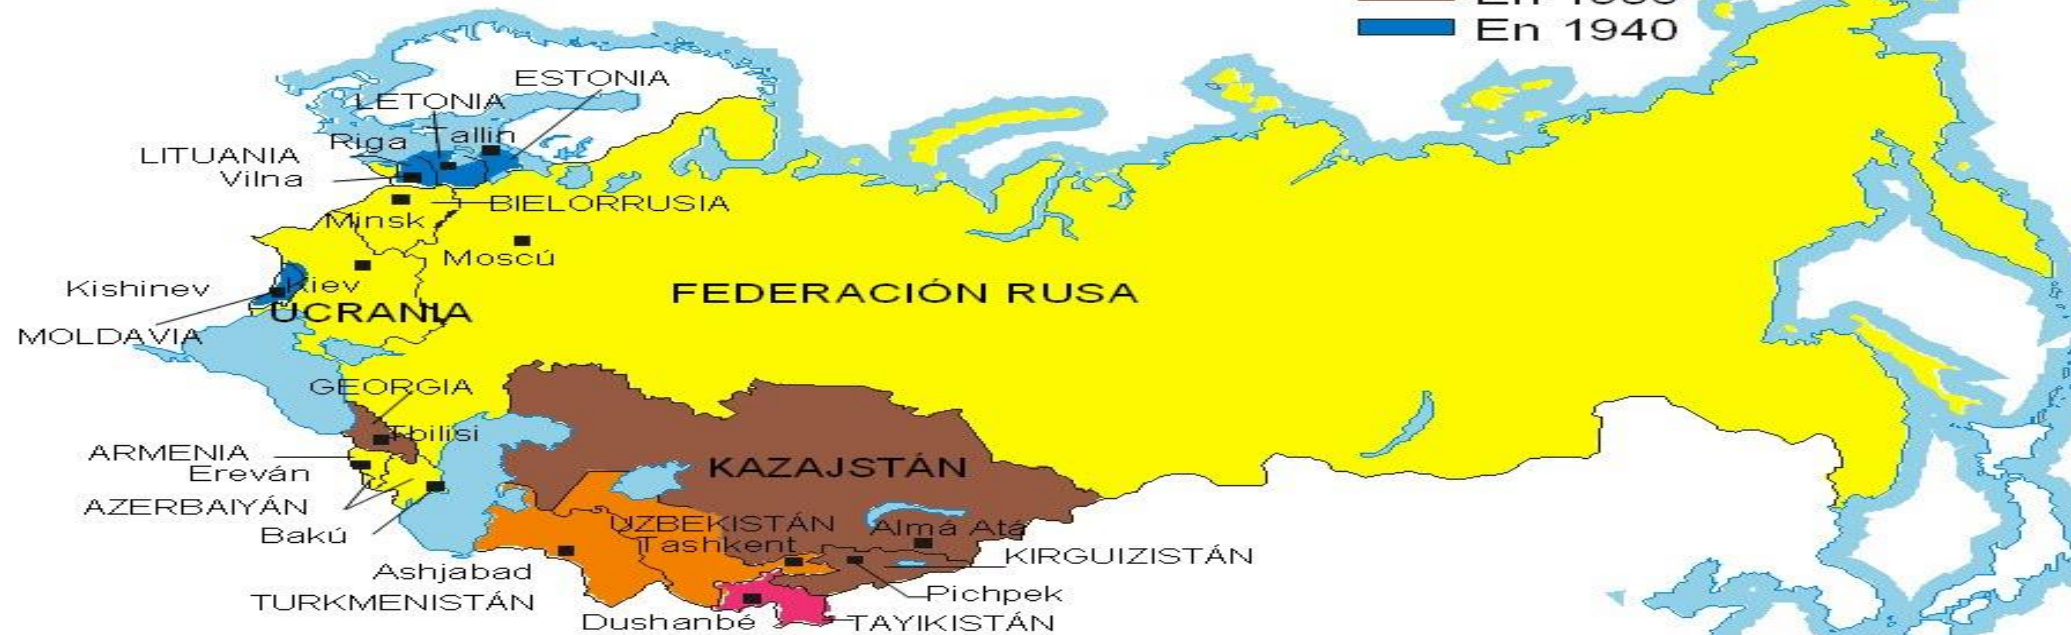 En 1940
ESTONIA
LETONIA
Riga
Tallin
LITUANIA
Vilna
BIELORRUSIA
Minsk
Moscú
Kishinev
Kiev
FEDERACIÓN RUSA
UCRANIA
MOLDAVIA
GEORGIA
Tbilisi
ARMENIA
Ereván
KAZAJSTÁN
AZERBAIYÁN
Bakú
UZBEKISTÁN
Almá Atá
Tashkent
KIRGUIZISTÁN
Ashjabad
Pichpek
TURKMENISTÁN
Dushanbé
TAYIKISTÁN